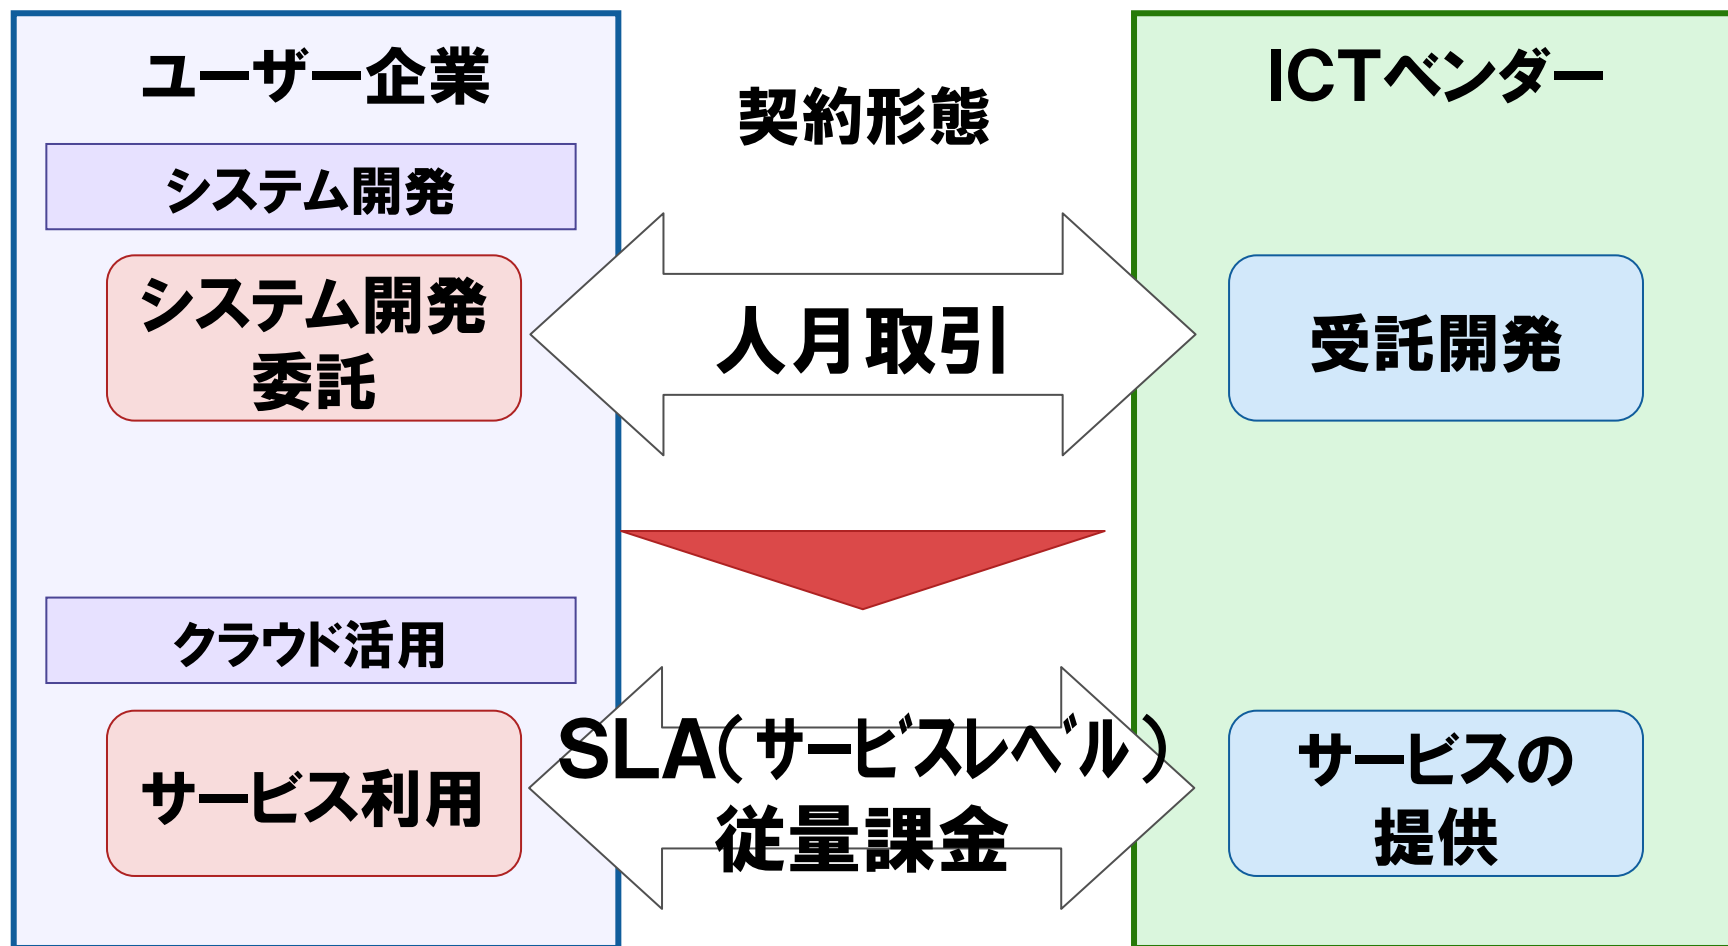 ユーザー企業
契約形態
ICTベンダー
システム開発
システム開発
委託
人月取引
受託開発
クラウド活用
サービス利用
SLA(サービスレベル)
従量課金
サービスの
提供